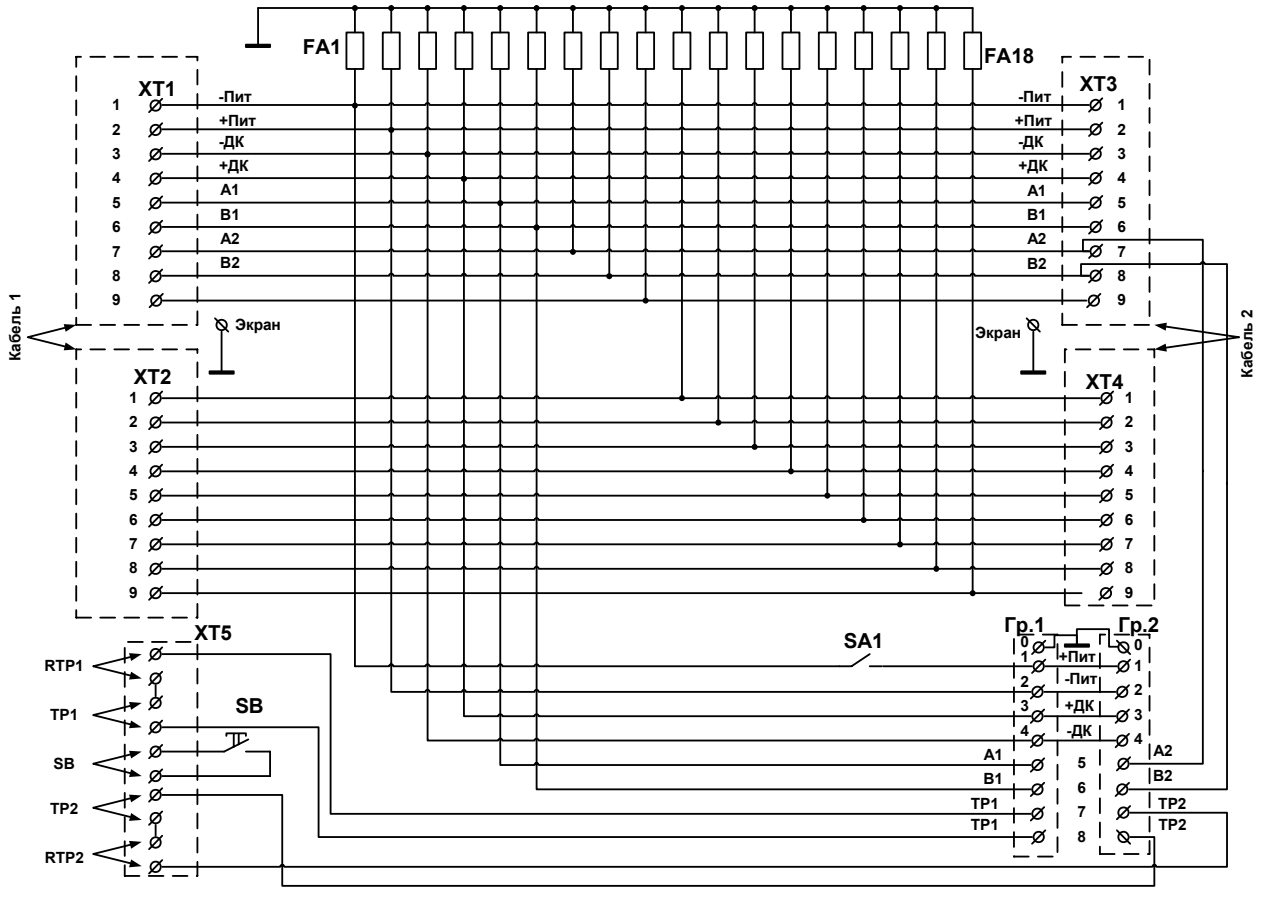 FA1
FA18
XT1
1 -Пит
2 +Пит
3 -ДК
4 +ДК
5 A1
6 B1
7 A2
8 B2
9
Экран
Кабель 1
XT3
-Пит 1
+Пит 2
-ДК 3
+ДК 4
A1 5
B1 6
A2 7
B2 8
9
Экран
Кабель 2
XT2
1
2
3
4
5
6
7
8
9
XT4
1
2
3
4
5
6
7
8
9
XT5
RTP1
TP1
SB
TP2
RTP2
SB
SA1
Гр.1 Гр.2
0 0
1 +Пит 1
2 -Пит 2
3 +ДК 3
4 -ДК 4
A1 5 A2
B1 6 B2
TP1 7 TP2
TP1 8 TP2